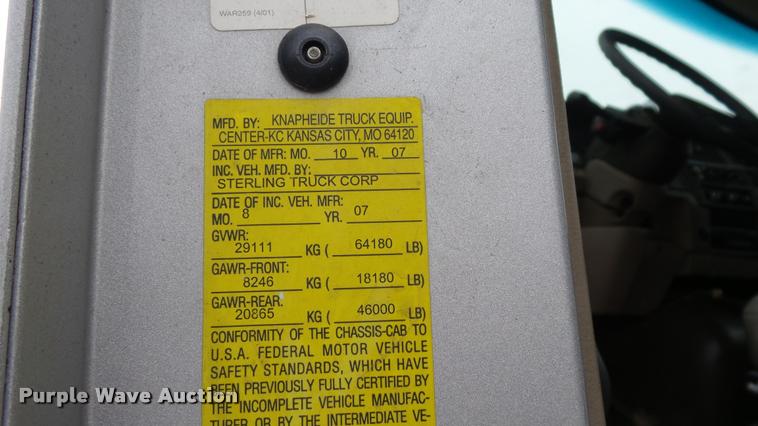 WAR259 (4/01)
MFD. BY: KNAPHEIDE TRUCK EQUIP.
CENTER-KC KANSAS CITY, MO 64120
DATE OF MFR: MO. 10 YR. 07
INC. VEH. MFD. BY:
STERLING TRUCK CORP
DATE OF INC. VEH. MFR:
MO. 8 YR. 07
GVWR:
29111 KG ( 64180 LB)
GAWR-FRONT:
8246 KG ( 18180 LB)
GAWR-REAR.
20865 KG ( 46000 LB)
CONFORMITY OF THE CHASSIS-CAB TO
U.S.A. FEDERAL MOTOR VEHICLE
SAFETY STANDARDS, WHICH HAVE
BEEN PREVIOUSLY FULLY CERTIFIED BY
THE INCOMPLETE VEHICLE MANUFAC-
TURER OR BY THE INTERMEDIATE VE-
Purple Wave Auction